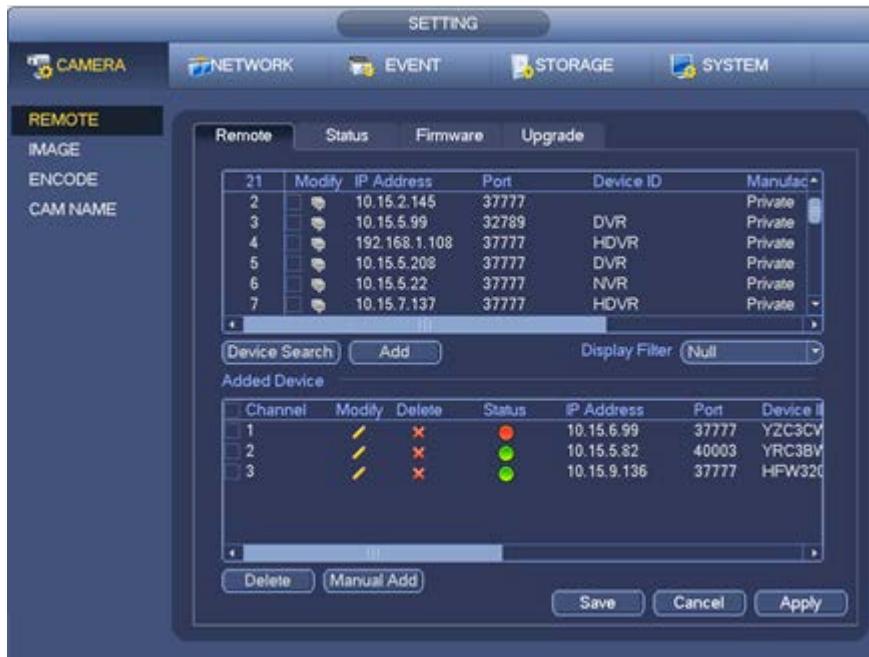 SETTING
CAMERA NETWORK EVENT STORAGE SYSTEM
REMOTE
IMAGE
ENCODE
CAM NAME
Remote Status Firmware Upgrade
21 Modify IP Address Port Device ID Manufac
2 10.15.2.145 37777 Private
3 10.15.5.99 32789 DVR Private
4 192.168.1.108 37777 HDVR Private
5 10.15.5.208 37777 DVR Private
6 10.15.5.22 37777 NVR Private
7 10.15.7.137 37777 HDVR Private
Device Search Add Display Filter Null
Added Device
Channel Modify Delete Status IP Address Port Device I
1 10.15.6.99 37777 YZC3CW
2 10.15.5.82 40003 YRC3BW
3 10.15.9.136 37777 HFW320
Delete Manual Add
Save Cancel Apply